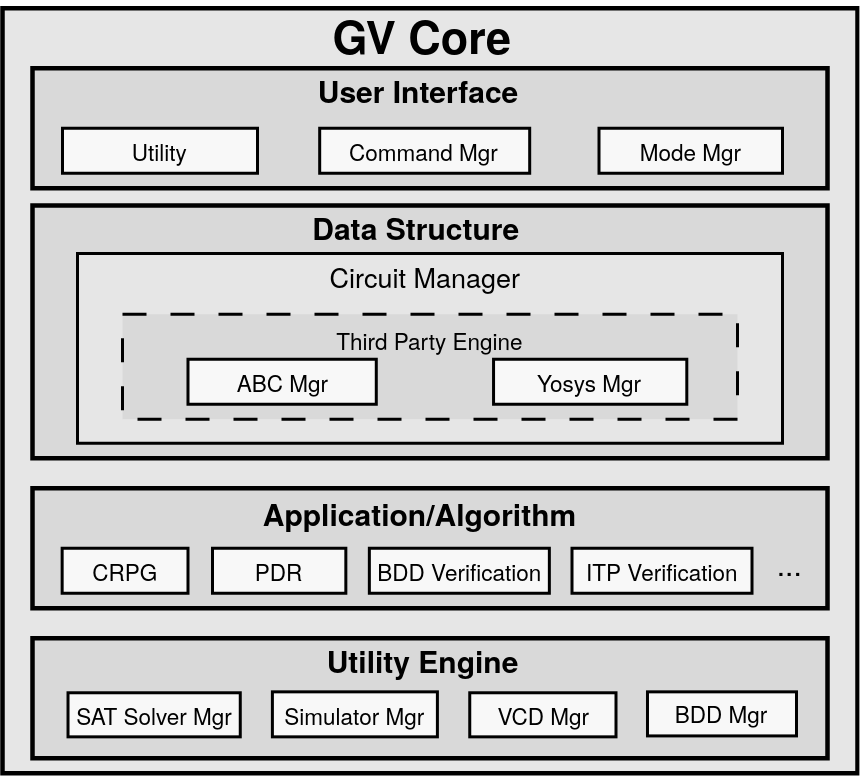 GV Core
User Interface
Utility
Command Mgr
Mode Mgr
Data Structure
Circuit Manager
Third Party Engine
ABC Mgr
Yosys Mgr
Application/Algorithm
CRPG
PDR
BDD Verification
ITP Verification
...
Utility Engine
SAT Solver Mgr
Simulator Mgr
VCD Mgr
BDD Mgr